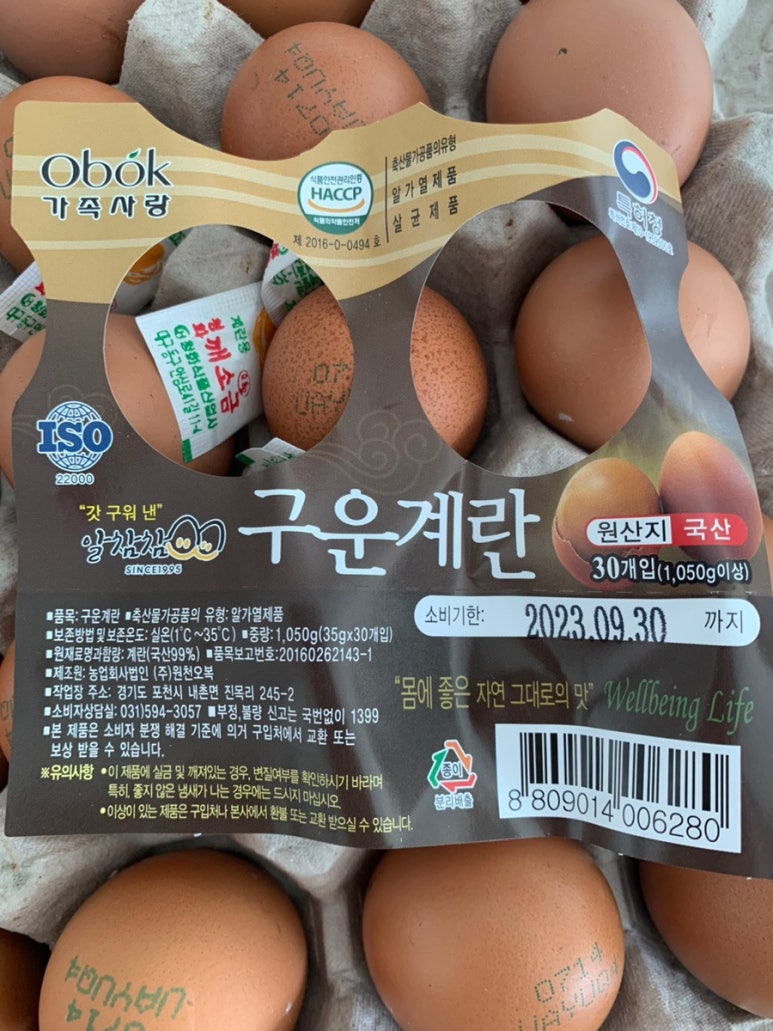 0714
UAYUQ4
Obok
가족사랑
식품안전관리인증
HACCP
식품의약품안전처
제 2016-0-0494 호
축산물가공품의유형
알가열제품
살균제품
특허청
재소금
ISO
22000
"갓 구워 낸"
알참참
SINCE1995
구운계란
원산지 국산
30개입(1,050g이상)
소비기한: 2023.09.30 까지
■품목: 구운계란 ■축산물가공품의 유형: 알가열제품
■보존방법및보존온도: 실온(1℃~35℃) ■중량: 1,050g(35gx30개입)
■원재료명과함량: 계란(국산99%) ■품목보고번호:20160262143-1
■제조원: 농업회사법인 (주)원천오복
■작업장 주소: 경기도 포천시 내촌면 진목리 245-2
■소비자상담실: 031)594-3057 ■부정,불량 신고는 국번없이 1399
■본 제품은 소비자 분쟁 해결 기준에 의거 구입처에서 교환 또는
보상 받을 수 있습니다.
"몸에 좋은 자연 그대로의 맛" Wellbeing Life
※유의사항 •이 제품에 실금 및 깨져있는 경우, 변질여부를 확인하시기 바라며
특히, 좋지 않은 냄새가 나는 경우에는 드시지 마십시오.
•이상이 있는 제품은 구입처나 본사에서 환불 또는 교환 받으실 수 있습니다.
종이
분리배출
8 809014 006280
0714
UAYUQ4
0714
UAYUQ4